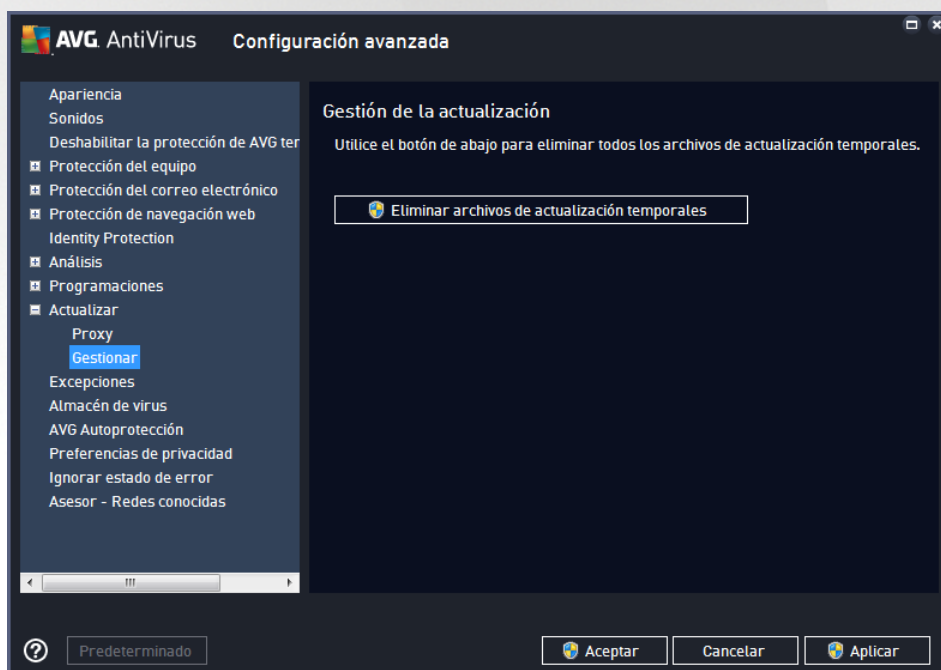 AVG AntiVirus Configuración avanzada
Apariencia
Sonidos
Deshabilitar la protección de AVG ter
Protección del equipo
Protección del correo electrónico
Protección de navegación web
Identity Protection
Análisis
Programaciones
Actualizar
Proxy
Gestionar
Excepciones
Almacén de virus
AVG Autoprotección
Preferencias de privacidad
Ignorar estado de error
Asesor - Redes conocidas
Gestión de la actualización
Utilice el botón de abajo para eliminar todos los archivos de actualización temporales.
Eliminar archivos de actualización temporales
Predeterminado
Aceptar
Cancelar
Aplicar